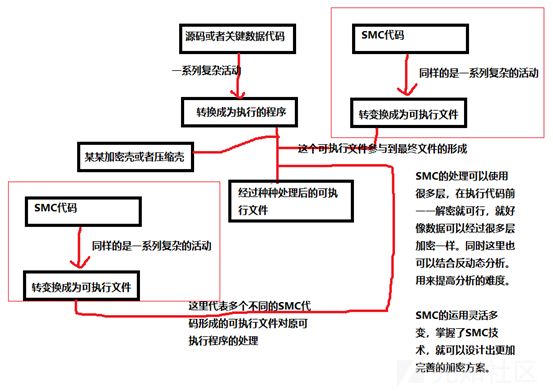 源码或者关键数据代码
SMC代码
一系列复杂活动
同样的是一系列复杂的活动
转换成为执行的程序
转变换成为可执行文件
这个可执行文件参与到最终文件的形成
某某加密壳或者压缩壳
经过种种处理后的可执
行文件
SMC的处理可以使用
很多层，在执行代码前
一一解密就可行，就好
像数据可以经过很多层
加密一样。同时这里也
可以结合反动态分析。
用来提高分析的难度。
SMC代码
同样的是一系列复杂的活动
转变换成为可执行文件
这里代表多个不同的SMC代
码形成的可执行文件对原可
执行程序的处理
SMC的运用灵活多
变，掌握了SMC技
术，就可以设计出更加
完善的加密方案。